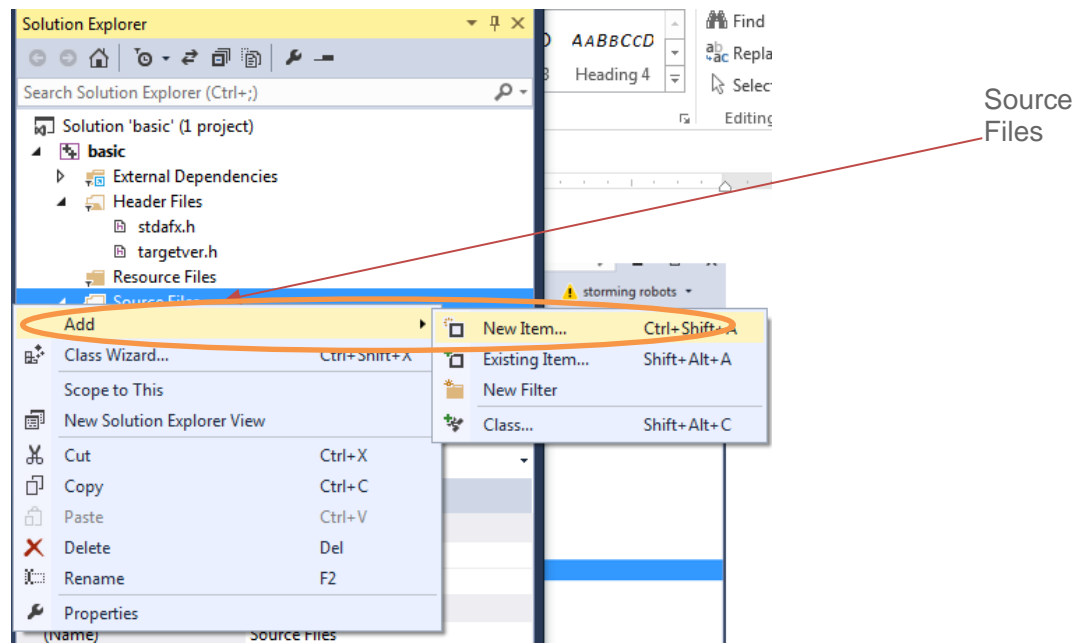 Solution Explorer
Search Solution Explorer (Ctrl+;)
Solution 'basic' (1 project)
basic
External Dependencies
Header Files
stdafx.h
targetver.h
Resource Files
Source Files
Add
Class Wizard... Ctrl+Shift+X
Scope to This
New Solution Explorer View
Cut Ctrl+X
Copy Ctrl+C
Paste Ctrl+V
Delete Del
Rename F2
Properties
(Name) Source Files
New Item... Ctrl+Shift+A
Existing Item... Shift+Alt+A
New Filter
Class... Shift+Alt+C
AABBCCD
Heading 4
Find
Repla
Selec
Editing
storming robots
Source
Files